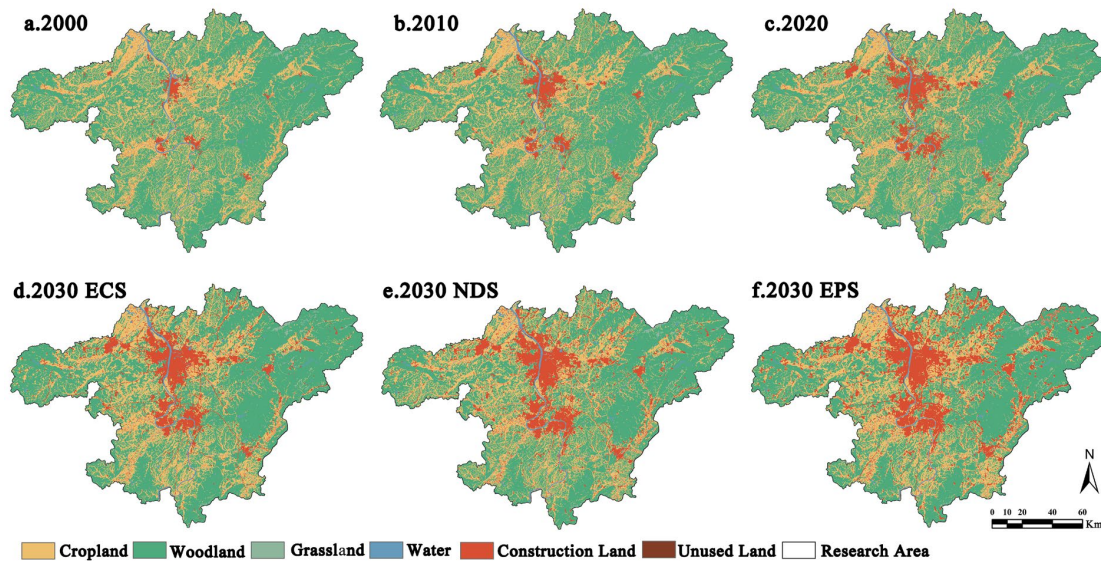 a.2000
b.2010
c.2020
d.2030 ECS
e.2030 NDS
f.2030 EPS
N
0 10 20 40 60
Km
Cropland Woodland Grassland Water Construction Land Unused Land Research Area